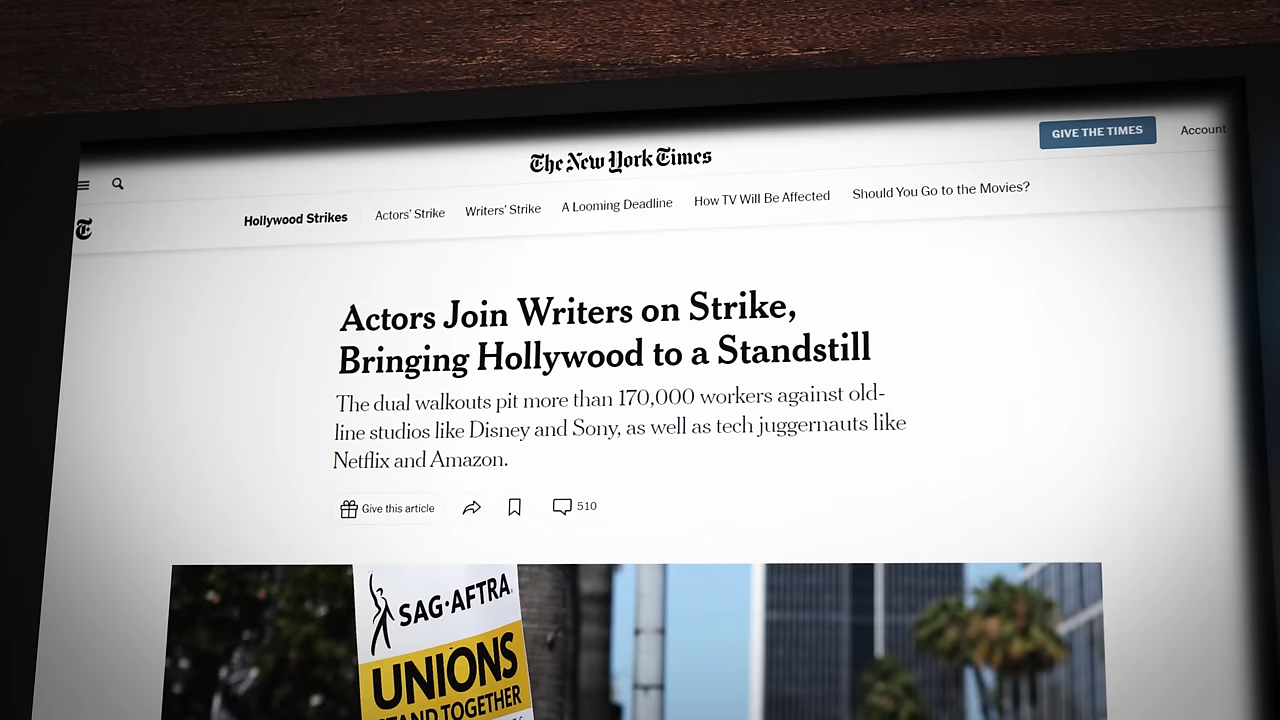 The New York Times
GIVE THE TIMES
Account
Hollywood Strikes
Actors' Strike
Writers' Strike
A Looming Deadline
How TV Will Be Affected
Should You Go to the Movies?
Actors Join Writers on Strike,
Bringing Hollywood to a Standstill
The dual walkouts pit more than 170,000 workers against old-
line studios like Disney and Sony, as well as tech juggernauts like
Netflix and Amazon.
Give this article
510
SAG·AFTRA
UNIONS
STAND TOGETHER